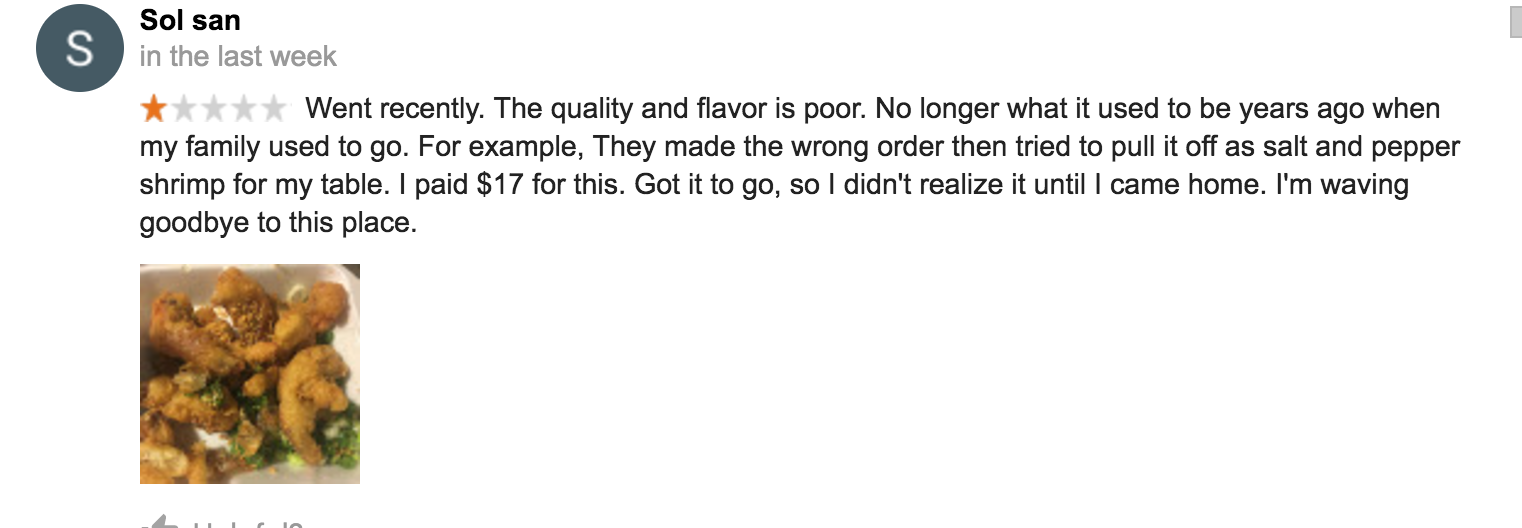 S
Sol san
in the last week
Went recently. The quality and flavor is poor. No longer what it used to be years ago when
my family used to go. For example, They made the wrong order then tried to pull it off as salt and pepper
shrimp for my table. I paid $17 for this. Got it to go, so I didn't realize it until I came home. I'm waving
goodbye to this place.